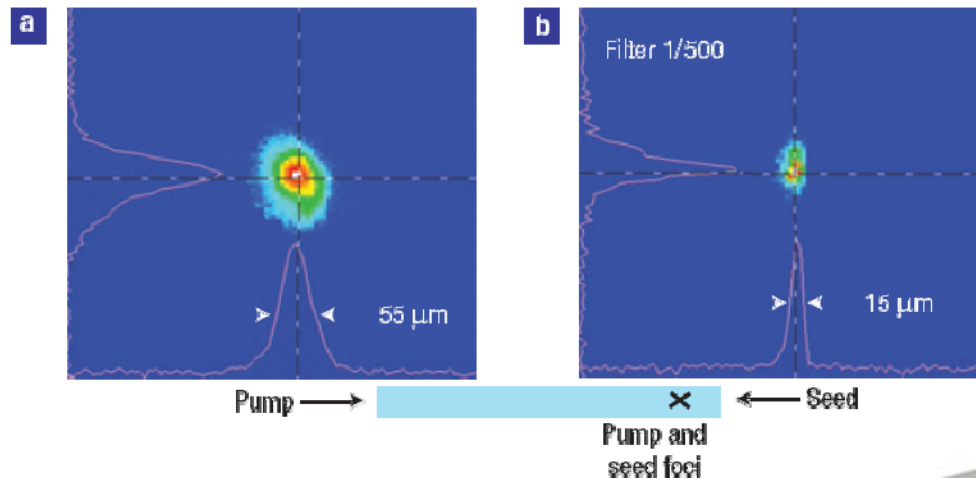 a
b
Filter 1/500
55 μm
15 μm
Pump
Seed
Pump and
seed foci